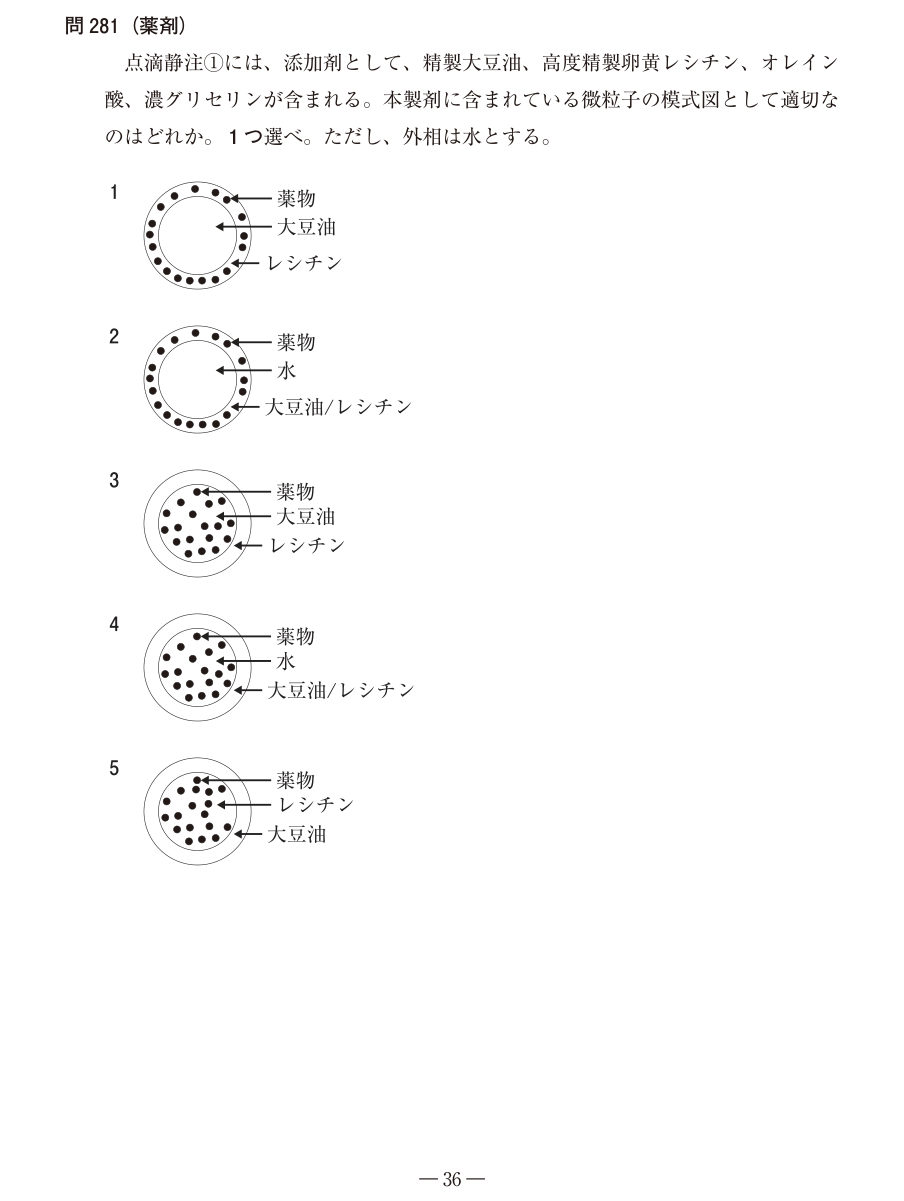 問 281（薬剤）
点滴静注①には、添加剤として、精製大豆油、高度精製卵黄レシチン、オレイン
酸、濃グリセリンが含まれる。本製剤に含まれている微粒子の模式図として適切な
のはどれか。1つ選べ。ただし、外相は水とする。
1
薬物
大豆油
レシチン
2
薬物
水
大豆油/レシチン
3
薬物
大豆油
レシチン
4
薬物
水
大豆油/レシチン
5
薬物
レシチン
大豆油
― 36 ―